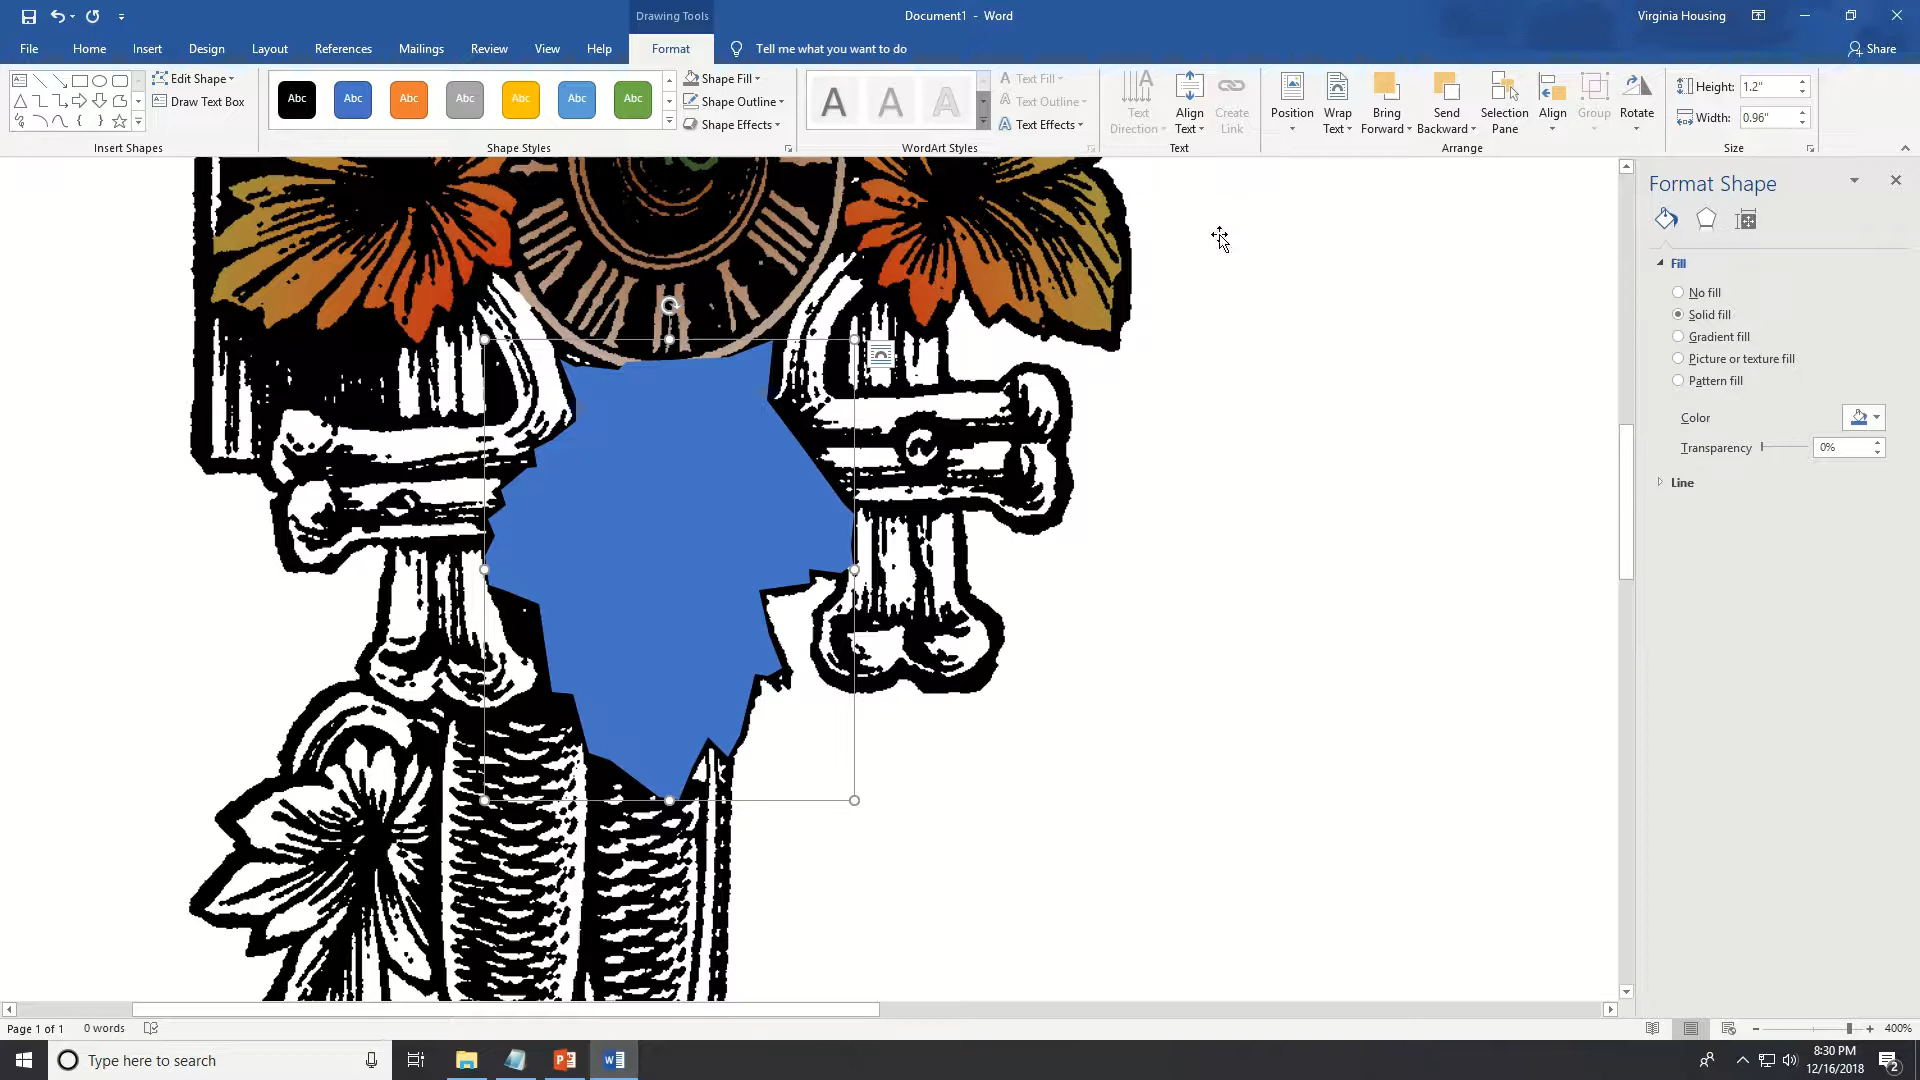 Drawing Tools
Document1 - Word
Virginia Housing
File Home Insert Design Layout References Mailings Review View Help Format Tell me what you want to do Share
Edit Shape
Draw Text Box
Insert Shapes
Abc Abc Abc Abc Abc Abc Abc
Shape Fill
Shape Outline
Shape Effects
Shape Styles
A A A
A Text Fill
A Text Outline
A Text Effects
WordArt Styles
Text Direction
Align Text
Create Link
Text
Position
Wrap Text
Bring Forward
Send Backward
Selection Pane
Align
Group
Rotate
Arrange
Height: 1.2"
Width: 0.96"
Size
Format Shape
Fill
No fill
Solid fill
Gradient fill
Picture or texture fill
Pattern fill
Color
Transparency 0%
Line
Page 1 of 1 0 words
400%
Type here to search
8:30 PM
12/16/2018
2